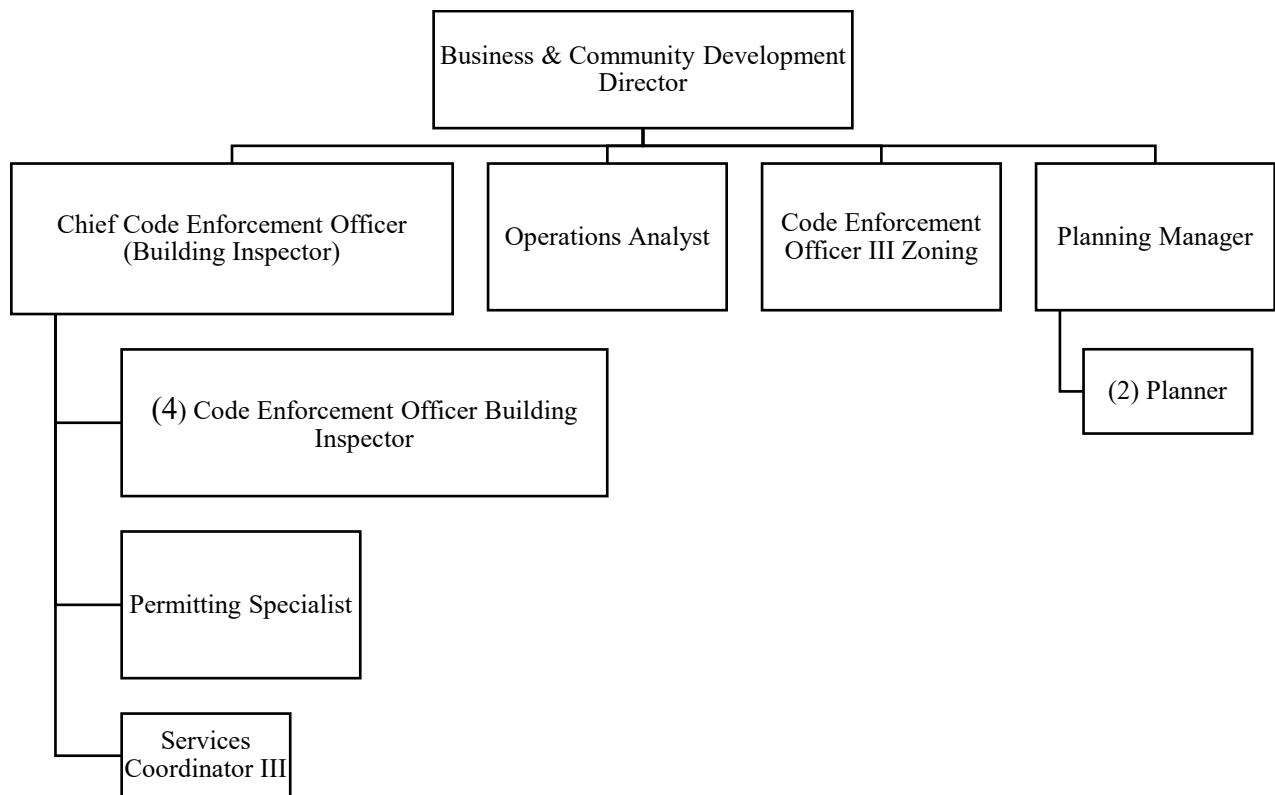 Business & Community Development
Director
Chief Code Enforcement Officer
(Building Inspector)
Operations Analyst
Code Enforcement
Officer III Zoning
Planning Manager
(4) Code Enforcement Officer Building
Inspector
(2) Planner
Permitting Specialist
Services
Coordinator III